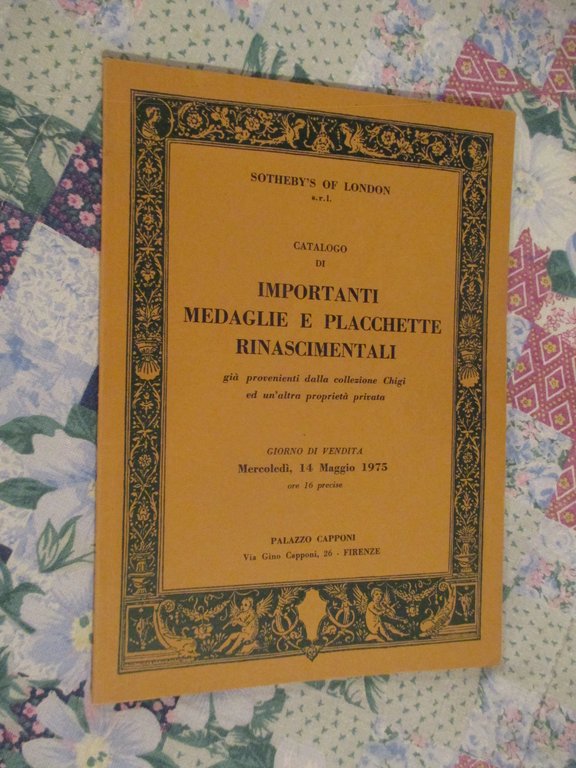 SOTHEBY'S OF LONDON
s.r.l.
CATALOGO
DI
IMPORTANTI
MEDAGLIE E PLACCHETTE
RINASCIMENTALI
già provenienti dalla collezione Chigi
ed un'altra proprietà privata
GIORNO DI VENDITA
Mercoledì, 14 Maggio 1975
ore 16 precise
PALAZZO CAPPONI
Via Gino Capponi, 26 - FIRENZE